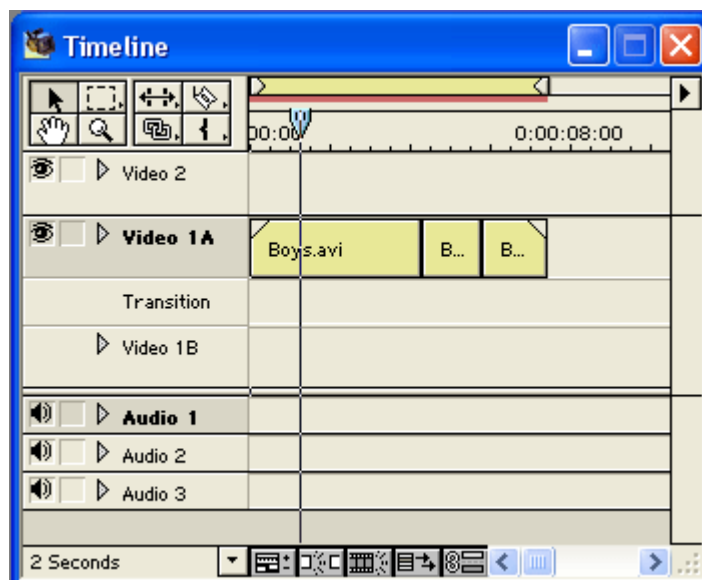 Timeline
00:00 0:00:08:00
Video 2
Video 1A
Boys.avi B... B...
Transition
Video 1B
Audio 1
Audio 2
Audio 3
2 Seconds